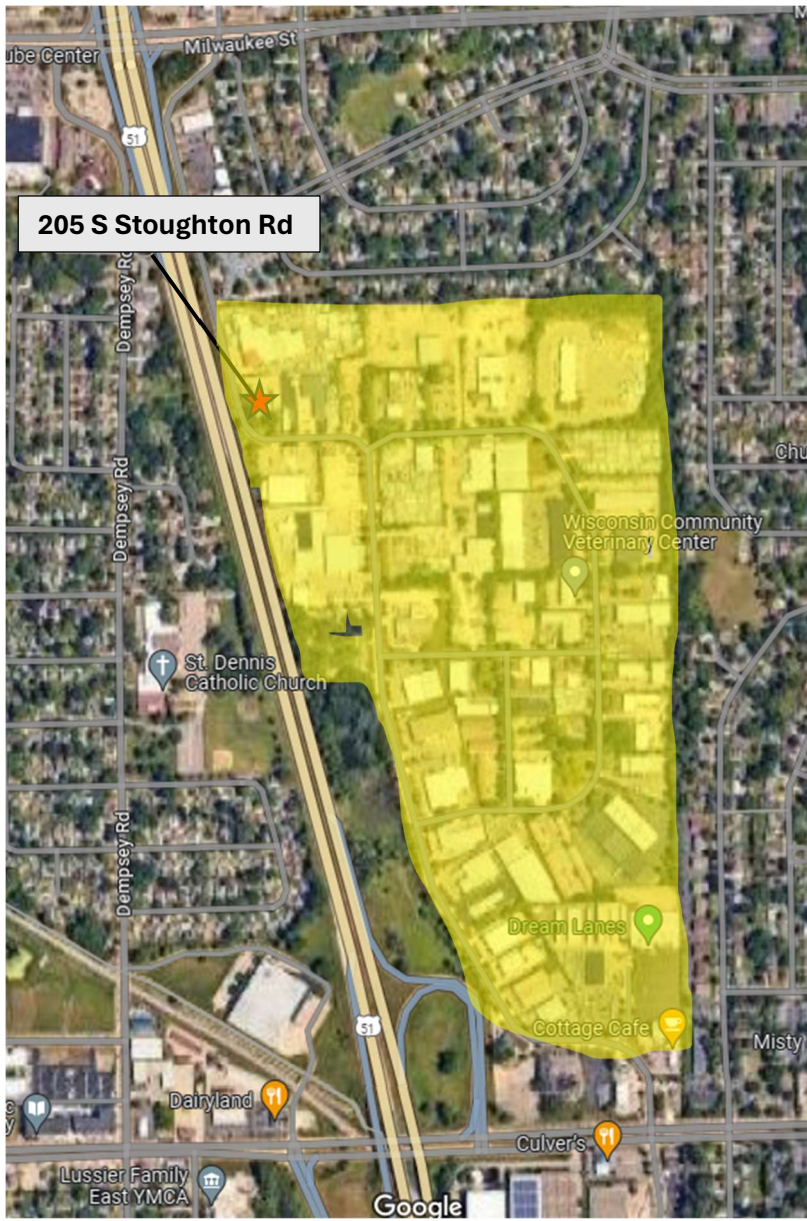 Milwaukee St
ube Center
51
205 S Stoughton Rd
Dempsey Rd
Chu
Dempsey Rd
Wisconsin Community
Veterinary Center
St. Dennis
Catholic Church
Dempsey Rd
Dream Lanes
51
Cottage Cafe
Misty
Dairyland
c
y
Culver's
Lussier Family
East YMCA
Google